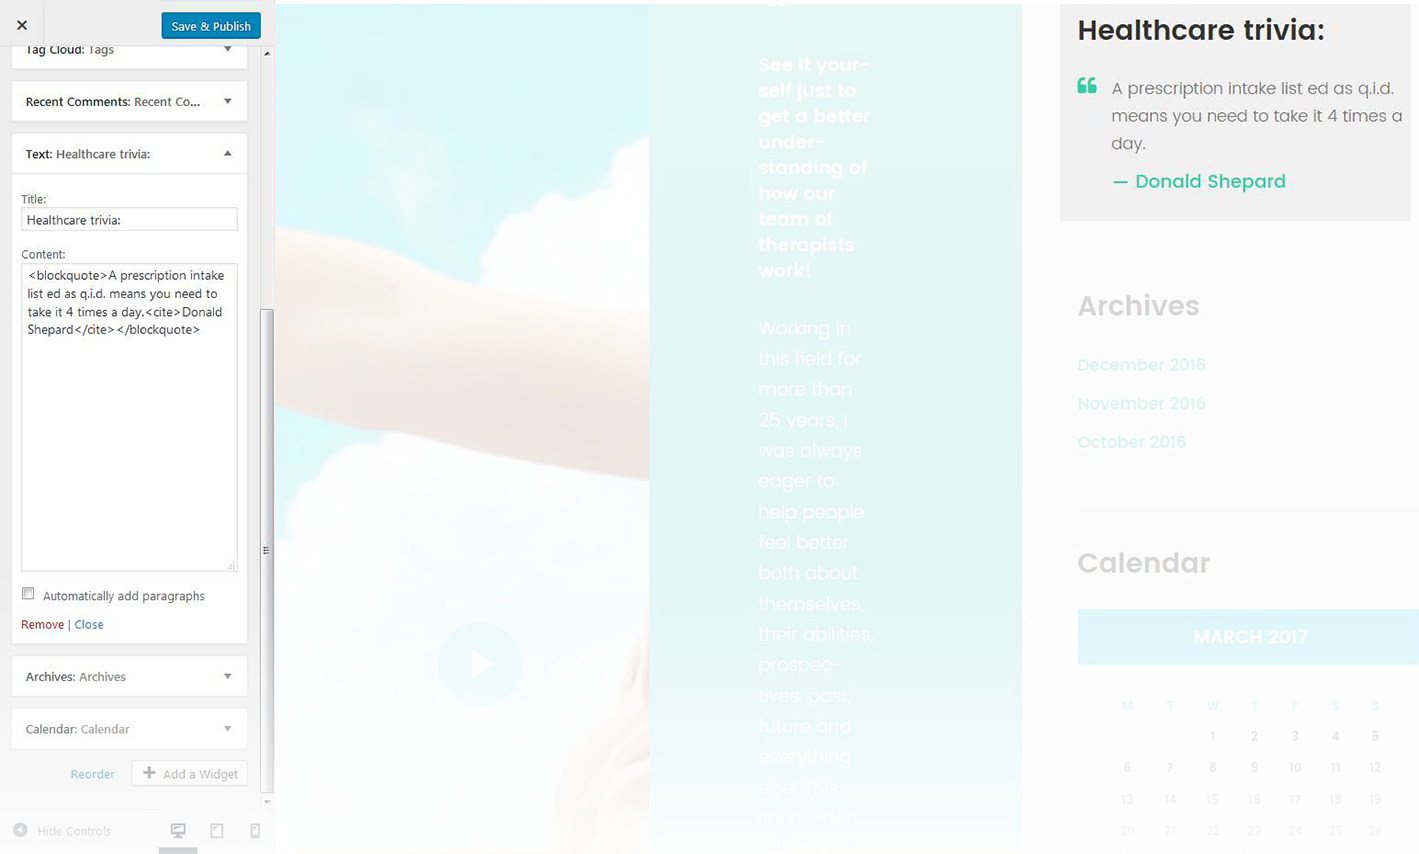 Save & Publish
Tag Cloud: Tags
Recent Comments: Recent Co...
Text: Healthcare trivia:
Title:
Healthcare trivia:
Content:
<blockquote>A prescription intake
list ed as q.i.d. means you need to
take it 4 times a day.<cite>Donald
Shepard</cite></blockquote>
Automatically add paragraphs
Remove | Close
Archives: Archives
Calendar: Calendar
Reorder
Add a Widget
Hide Controls
See it your-
self just to
get a better
under-
standing of
how our
team of
therapists
work!
Working in
this field for
more than
25 years, I
was always
eager to
help people
feel better
both about
themselves,
their abilities,
prospec-
tives, past,
future and
everything
else. This
short video
Healthcare trivia:
A prescription intake list ed as q.i.d.
means you need to take it 4 times a
day.
— Donald Shepard
Archives
December 2016
November 2016
October 2016
Calendar
MARCH 2017
M T W T F S S
1 2 3 4 5
6 7 8 9 10 11 12
13 14 15 16 17 18 19
20 21 22 23 24 25 26